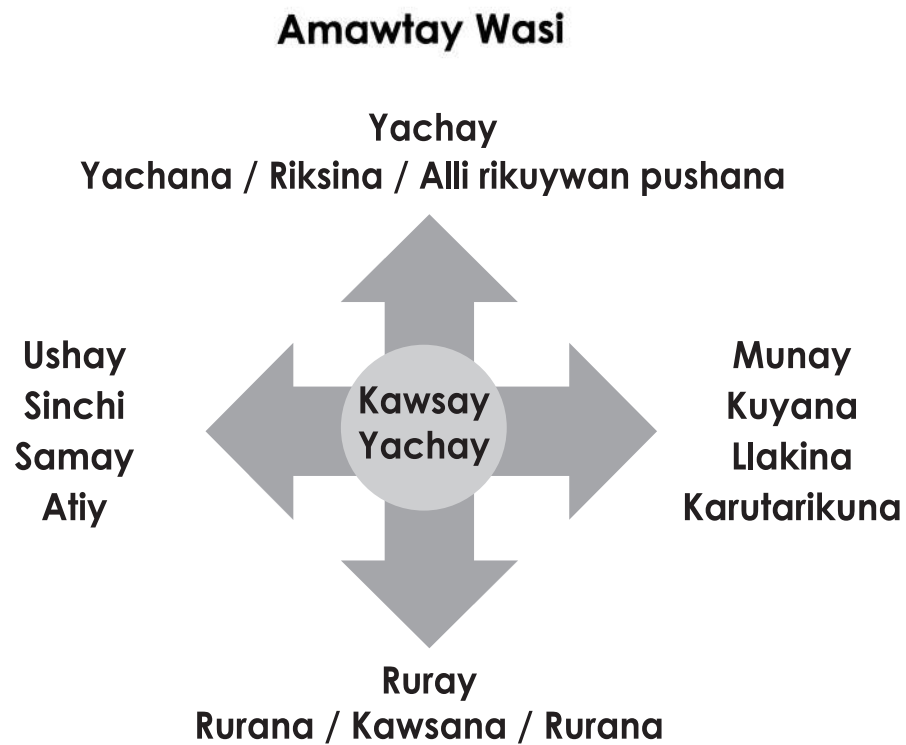 Amawtay Wasi
Yachay
Yachana / Riksina / Alli rikuywan pushana
Ushay
Sinchi
Samay
Atiy
Kawsay
Yachay
Munay
Kuyana
Llakina
Karutarikuna
Ruray
Rurana / Kawsana / Rurana